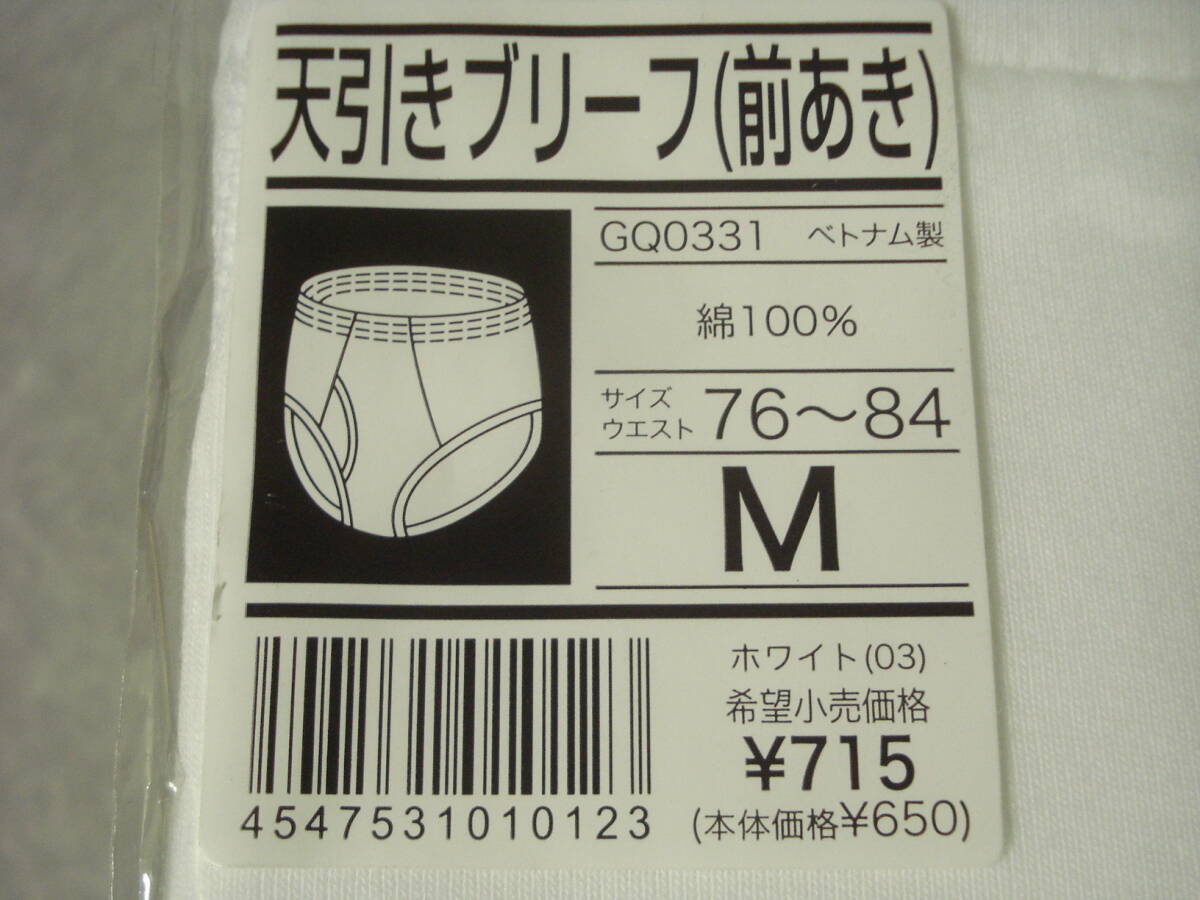 天引きブリーフ(前あき)
GQ0331 ベトナム製
綿100%
サイズ
ウエスト 76〜84
M
ホワイト(03)
希望小売価格
¥715
(本体価格¥650)
4547531010123